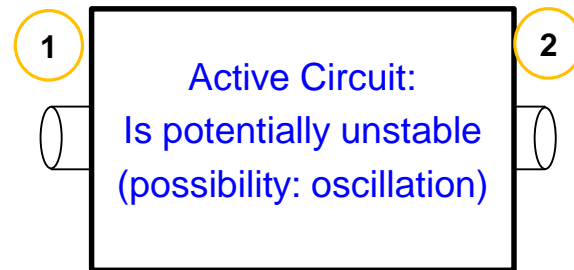 1
2
Active Circuit:
Is potentially unstable
(possibility: oscillation)